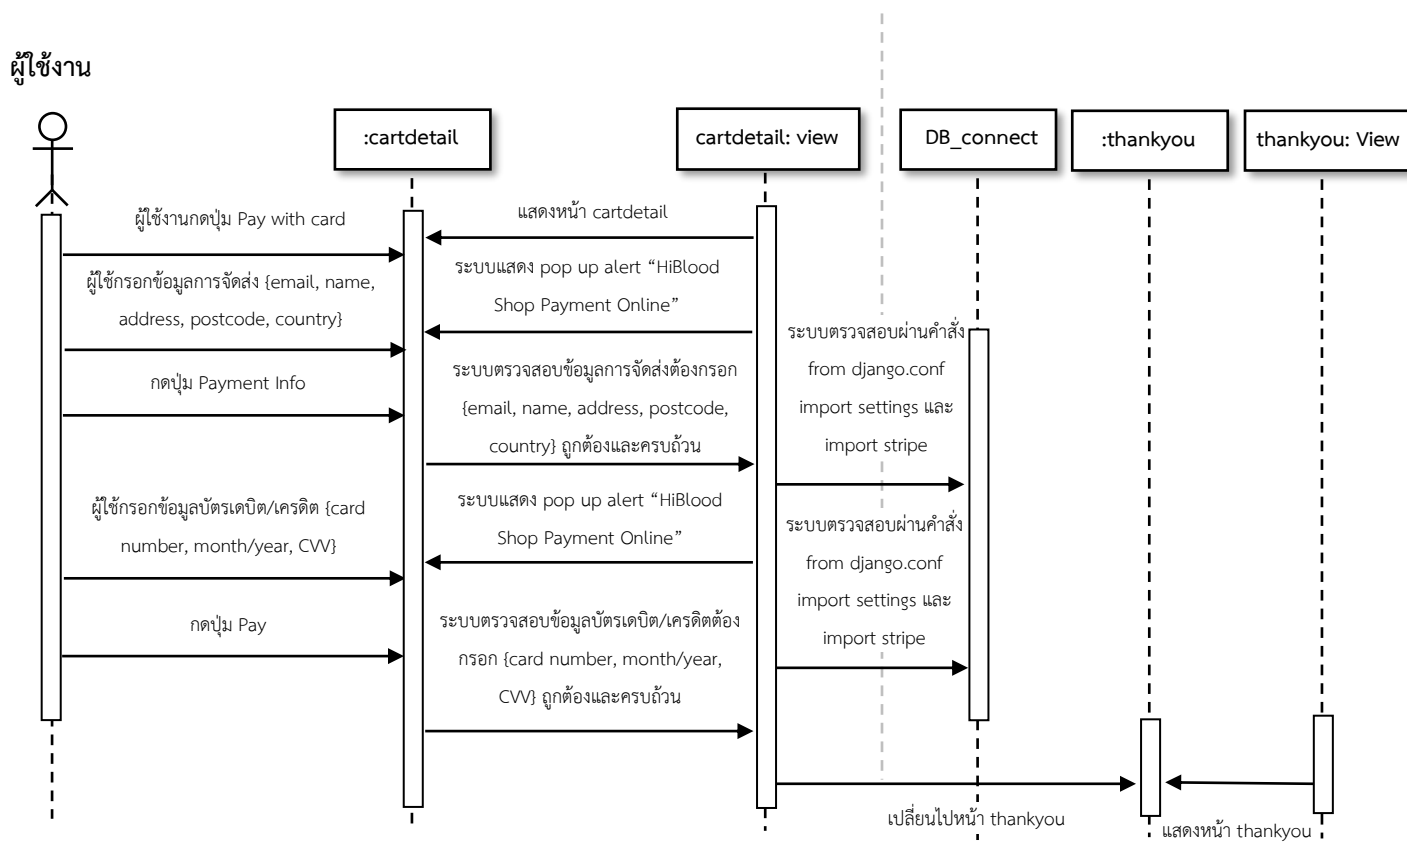 ผู้ใช้งาน
:cartdetail
cartdetail: view
DB_connect
:thankyou
thankyou: View
ผู้ใช้งานกดปุ่ม Pay with card
แสดงหน้า cartdetail
ผู้ใช้กรอกข้อมูลการจัดส่ง {email, name,
address, postcode, country}
ระบบแสดง pop up alert “HiBlood
Shop Payment Online”
กดปุ่ม Payment Info
ระบบตรวจสอบข้อมูลการจัดส่งต้องกรอก
{email, name, address, postcode,
country} ถูกต้องและครบถ้วน
ระบบตรวจสอบผ่านคำสั่ง
from django.conf
import settings และ
import stripe
ผู้ใช้กรอกข้อมูลบัตรเดบิต/เครดิต {card
number, month/year, CVV}
ระบบแสดง pop up alert “HiBlood
Shop Payment Online”
ระบบตรวจสอบผ่านคำสั่ง
from django.conf
import settings และ
import stripe
กดปุ่ม Pay
ระบบตรวจสอบข้อมูลบัตรเดบิต/เครดิตต้อง
กรอก {card number, month/year,
CVV} ถูกต้องและครบถ้วน
เปลี่ยนไปหน้า thankyou
แสดงหน้า thankyou